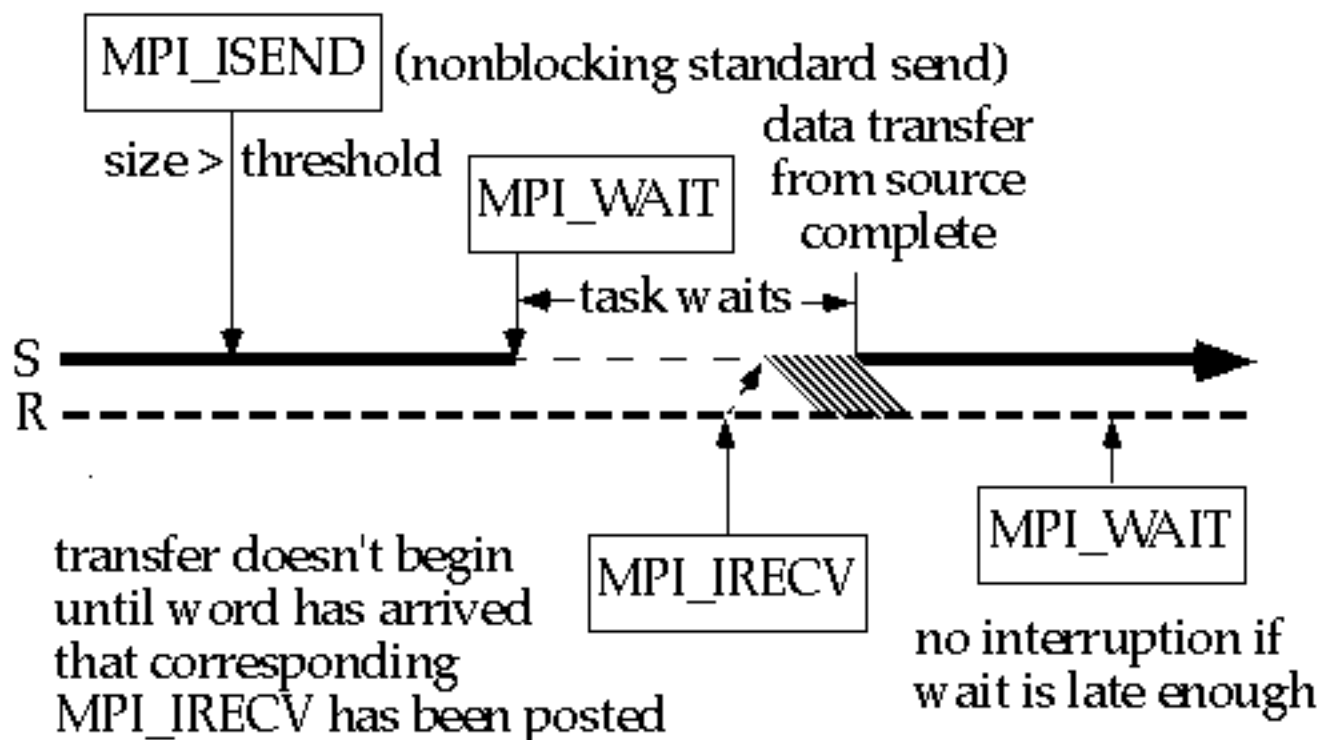 MPI_ISEND (nonblocking standard send)
size > threshold
MPI_WAIT
data transfer
from source
complete
task waits
S
R
MPI_IRECV
MPI_WAIT
transfer doesn't begin
until word has arrived
that corresponding
MPI_IRECV has been posted
no interruption if
wait is late enough